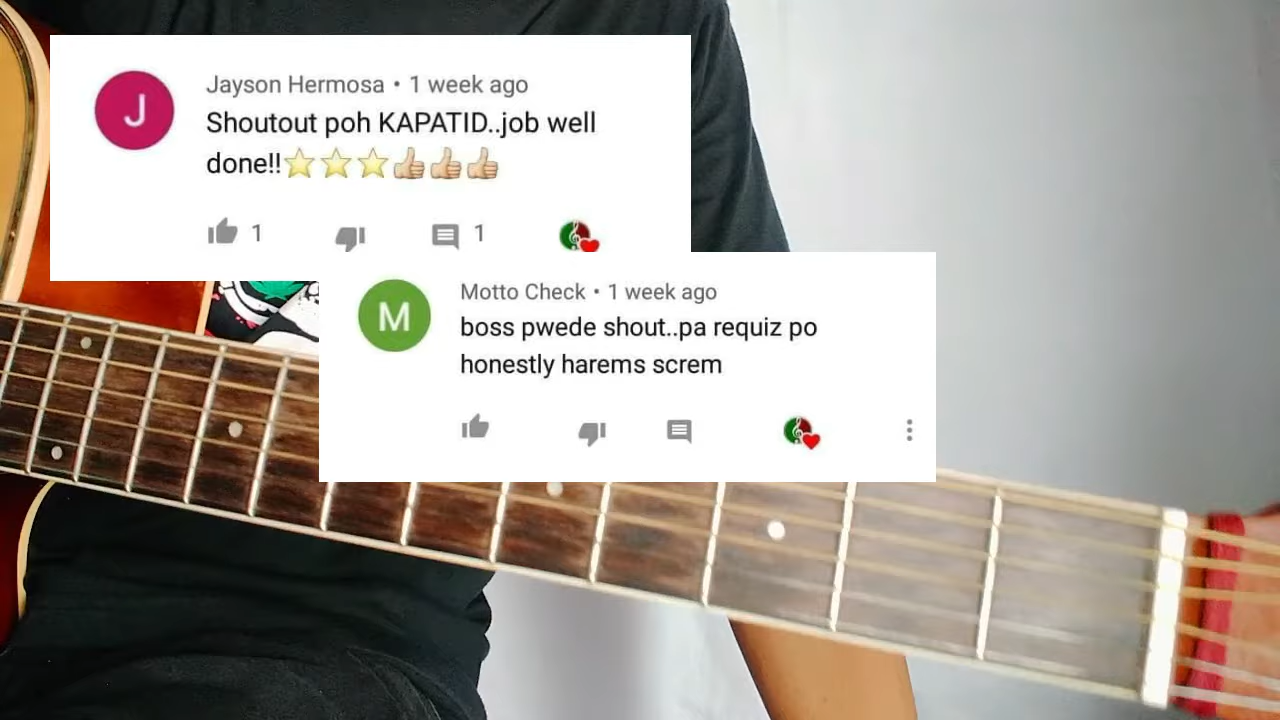 J
Jayson Hermosa • 1 week ago
Shoutout poh KAPATID..job well
done!!⭐⭐⭐👍🏼👍🏼👍🏼
1
1
M
Motto Check • 1 week ago
boss pwede shout..pa requiz po
honestly harems screm